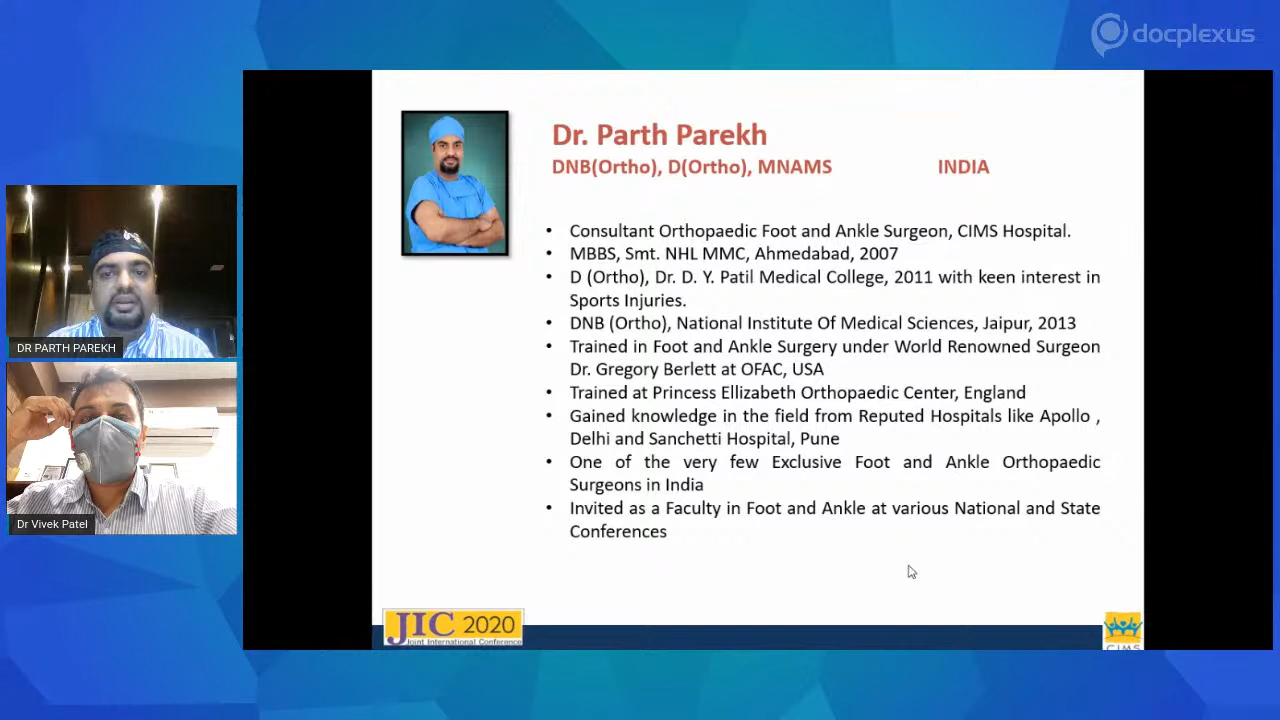 docplexus
Dr. Parth Parekh
DNB(Ortho), D(Ortho), MNAMS INDIA
• Consultant Orthopaedic Foot and Ankle Surgeon, CIMS Hospital.
• MBBS, Smt. NHL MMC, Ahmedabad, 2007
• D (Ortho), Dr. D. Y. Patil Medical College, 2011 with keen interest in
Sports Injuries.
• DNB (Ortho), National Institute Of Medical Sciences, Jaipur, 2013
• Trained in Foot and Ankle Surgery under World Renowned Surgeon
Dr. Gregory Berlett at OFAC, USA
• Trained at Princess Ellizabeth Orthopaedic Center, England
• Gained knowledge in the field from Reputed Hospitals like Apollo ,
Delhi and Sanchetti Hospital, Pune
• One of the very few Exclusive Foot and Ankle Orthopaedic
Surgeons in India
• Invited as a Faculty in Foot and Ankle at various National and State
Conferences
DR PARTH PAREKH
Dr Vivek Patel
JIC 2020
Joint International Conference
CIMS